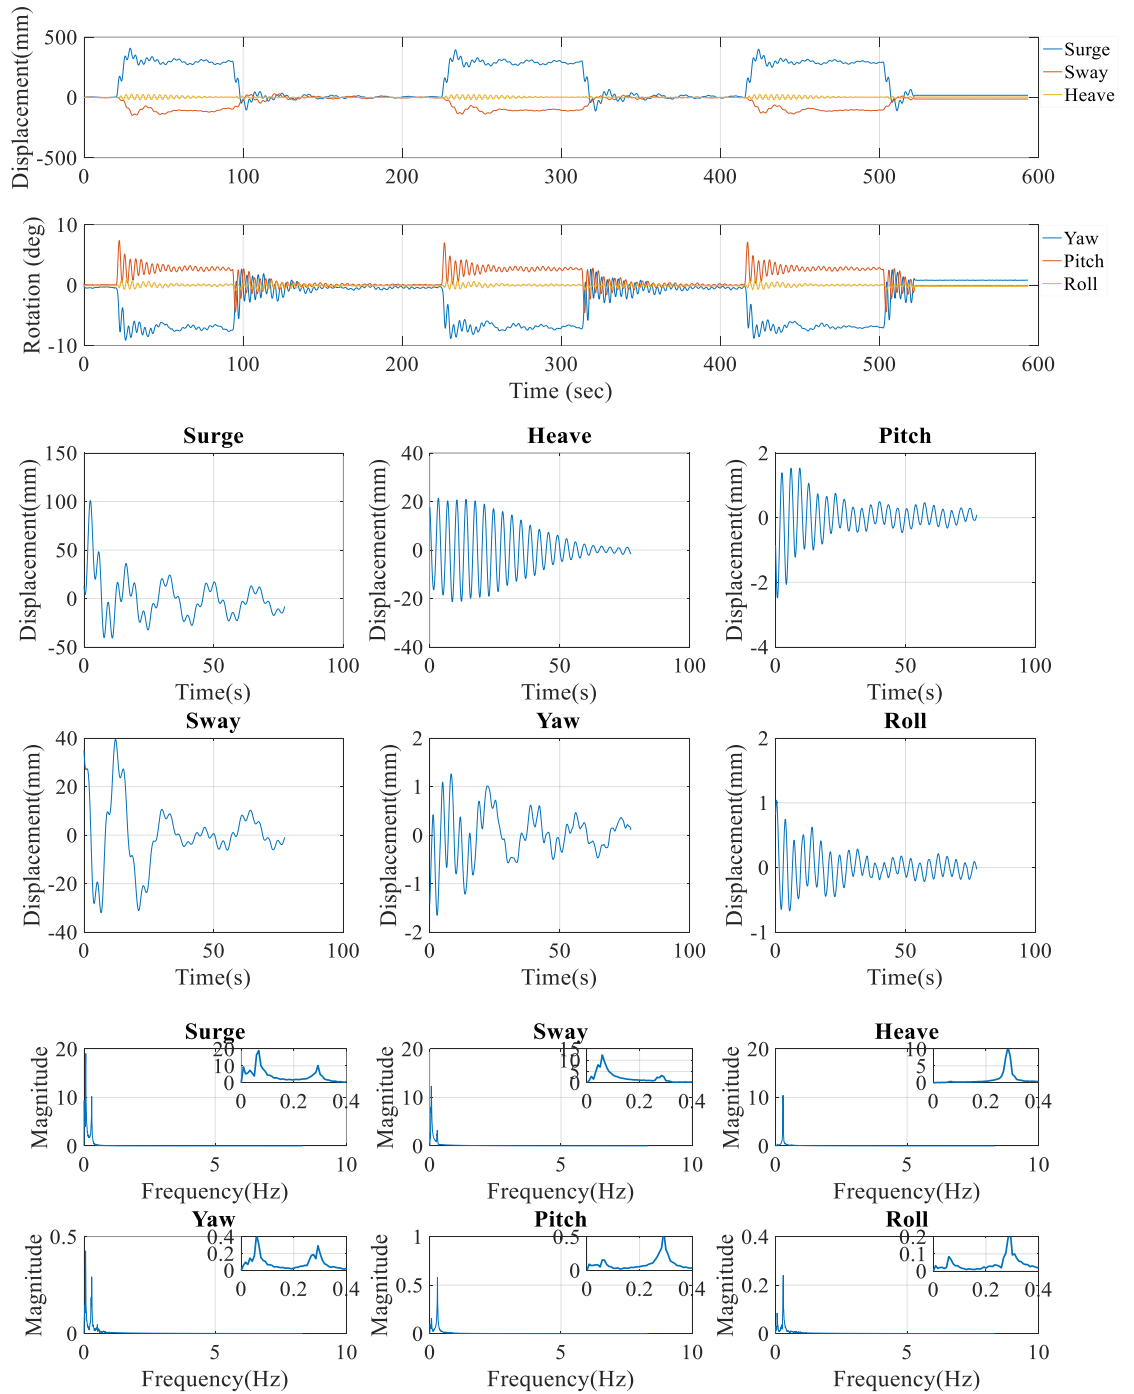 Displacement(mm)
500
0
-500
0 100 200 300 400 500 600
Surge
Sway
Heave
Rotation (deg)
10
0
-10
0 100 200 300 400 500 600
Time (sec)
Yaw
Pitch
Roll
Surge
Displacement(mm)
150
100
50
0
-50
0 50 100
Time(s)
Heave
Displacement(mm)
40
20
0
-20
-40
0 50 100
Time(s)
Pitch
Displacement(mm)
2
0
-2
-4
0 50 100
Time(s)
Sway
Displacement(mm)
40
20
0
-20
-40
0 50 100
Time(s)
Yaw
Displacement(mm)
2
1
0
-1
-2
0 50 100
Time(s)
Roll
Displacement(mm)
2
1
0
-1
0 50 100
Time(s)
Surge
Magnitude
20
10
0
0 5 10
Frequency(Hz)
20
10
0
0 0.2 0.4
Sway
Magnitude
20
10
0
0 5 10
Frequency(Hz)
15
10
5
0
0 0.2 0.4
Heave
Magnitude
20
10
0
0 5 10
Frequency(Hz)
10
5
0
0 0.2 0.4
Yaw
Magnitude
0.5
0
0 5 10
Frequency(Hz)
0.4
0.2
0
0 0.2 0.4
Pitch
Magnitude
1
0.5
0
0 5 10
Frequency(Hz)
0.5
0
0 0.2 0.4
Roll
Magnitude
0.4
0.2
0
0 5 10
Frequency(Hz)
0.2
0.1
0
0 0.2 0.4